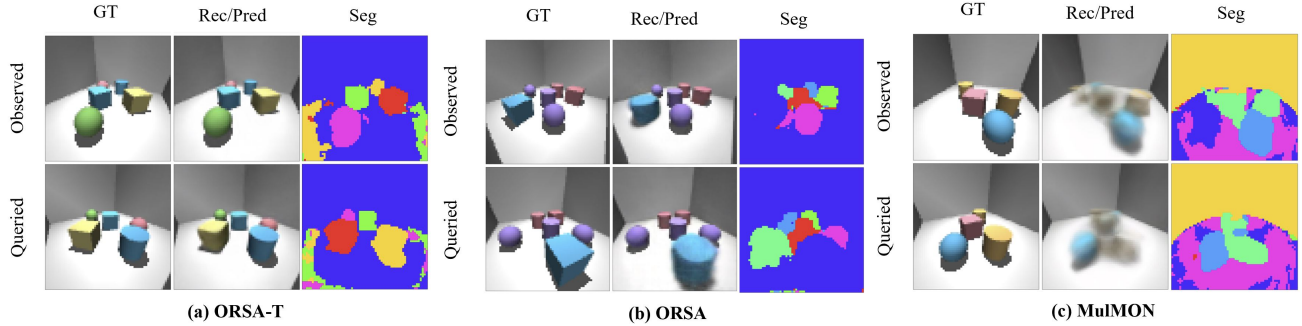 GT Rec/Pred Seg
Observed
Queried
(a) ORSA-T
GT Rec/Pred Seg
Observed
Queried
(b) ORSA
GT Rec/Pred Seg
Observed
Queried
(c) MulMON